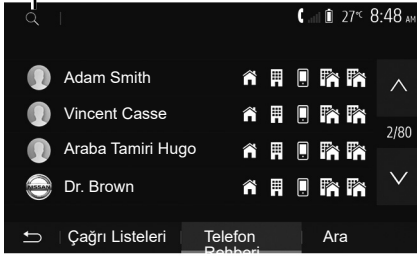 27°C 8:48 AM
Adam Smith
Vincent Casse
Araba Tamiri Hugo
2/80
NISSAN
Dr. Brown
Çağrı Listeleri
Telefon
Rehberi
Ara